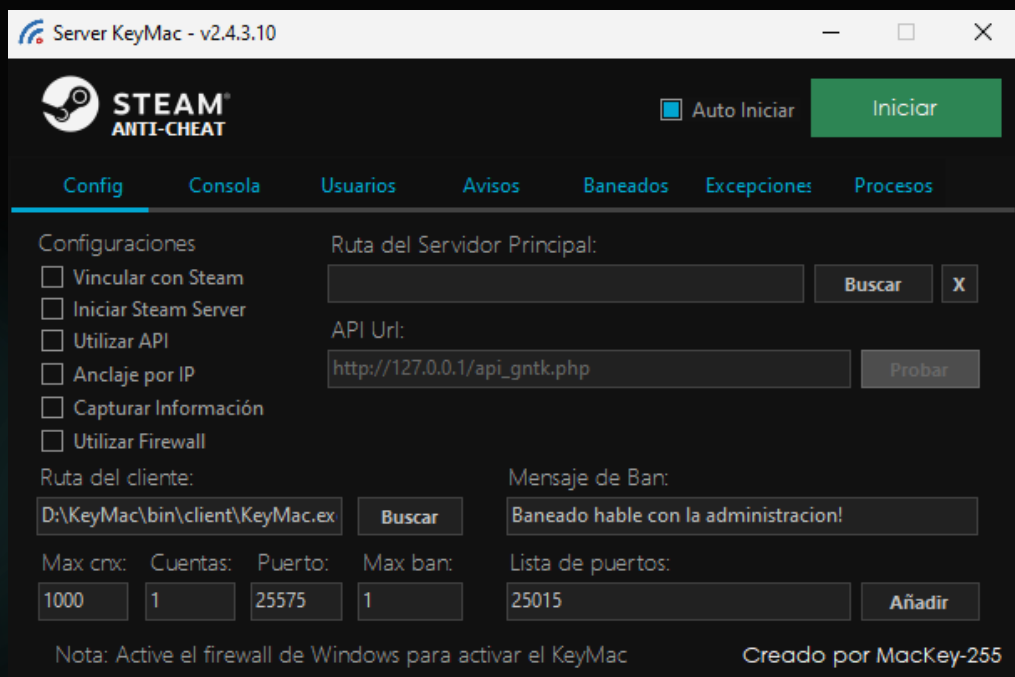 Server KeyMac - v2.4.3.10
STEAM®
ANTI-CHEAT
Auto Iniciar
Iniciar
Config Consola Usuarios Avisos Baneados Excepciones Procesos
Configuraciones
Vincular con Steam
Iniciar Steam Server
Utilizar API
Anclaje por IP
Capturar Información
Utilizar Firewall
Ruta del Servidor Principal:
Buscar X
API Url:
http://127.0.0.1/api_gntk.php Probar
Ruta del cliente:
D:\KeyMac\bin\client\KeyMac.ex Buscar
Mensaje de Ban:
Baneado hable con la administracion!
Max cnx: Cuentas: Puerto: Max ban:
1000 1 25575 1
Lista de puertos:
25015 Añadir
Nota: Active el firewall de Windows para activar el KeyMac
Creado por MacKey-255